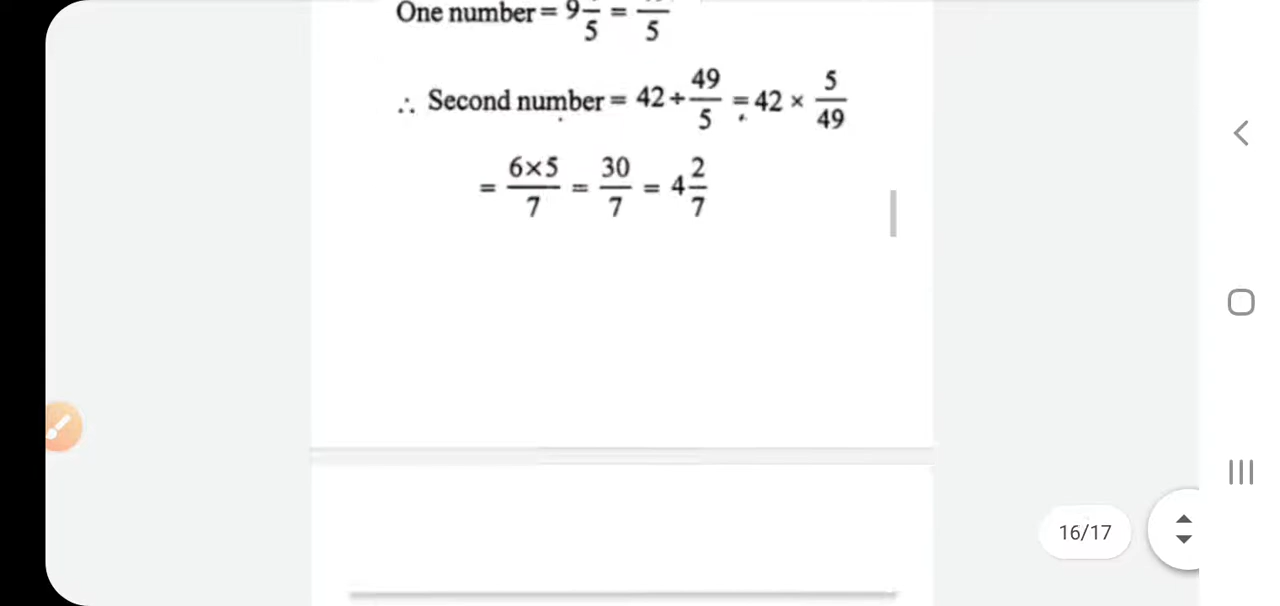 One number = 9 /5 = /5
∴ Second number = 42 ÷ 49/5 = 42 × 5/49
= 6×5/7 = 30/7 = 4 2/7
16/17